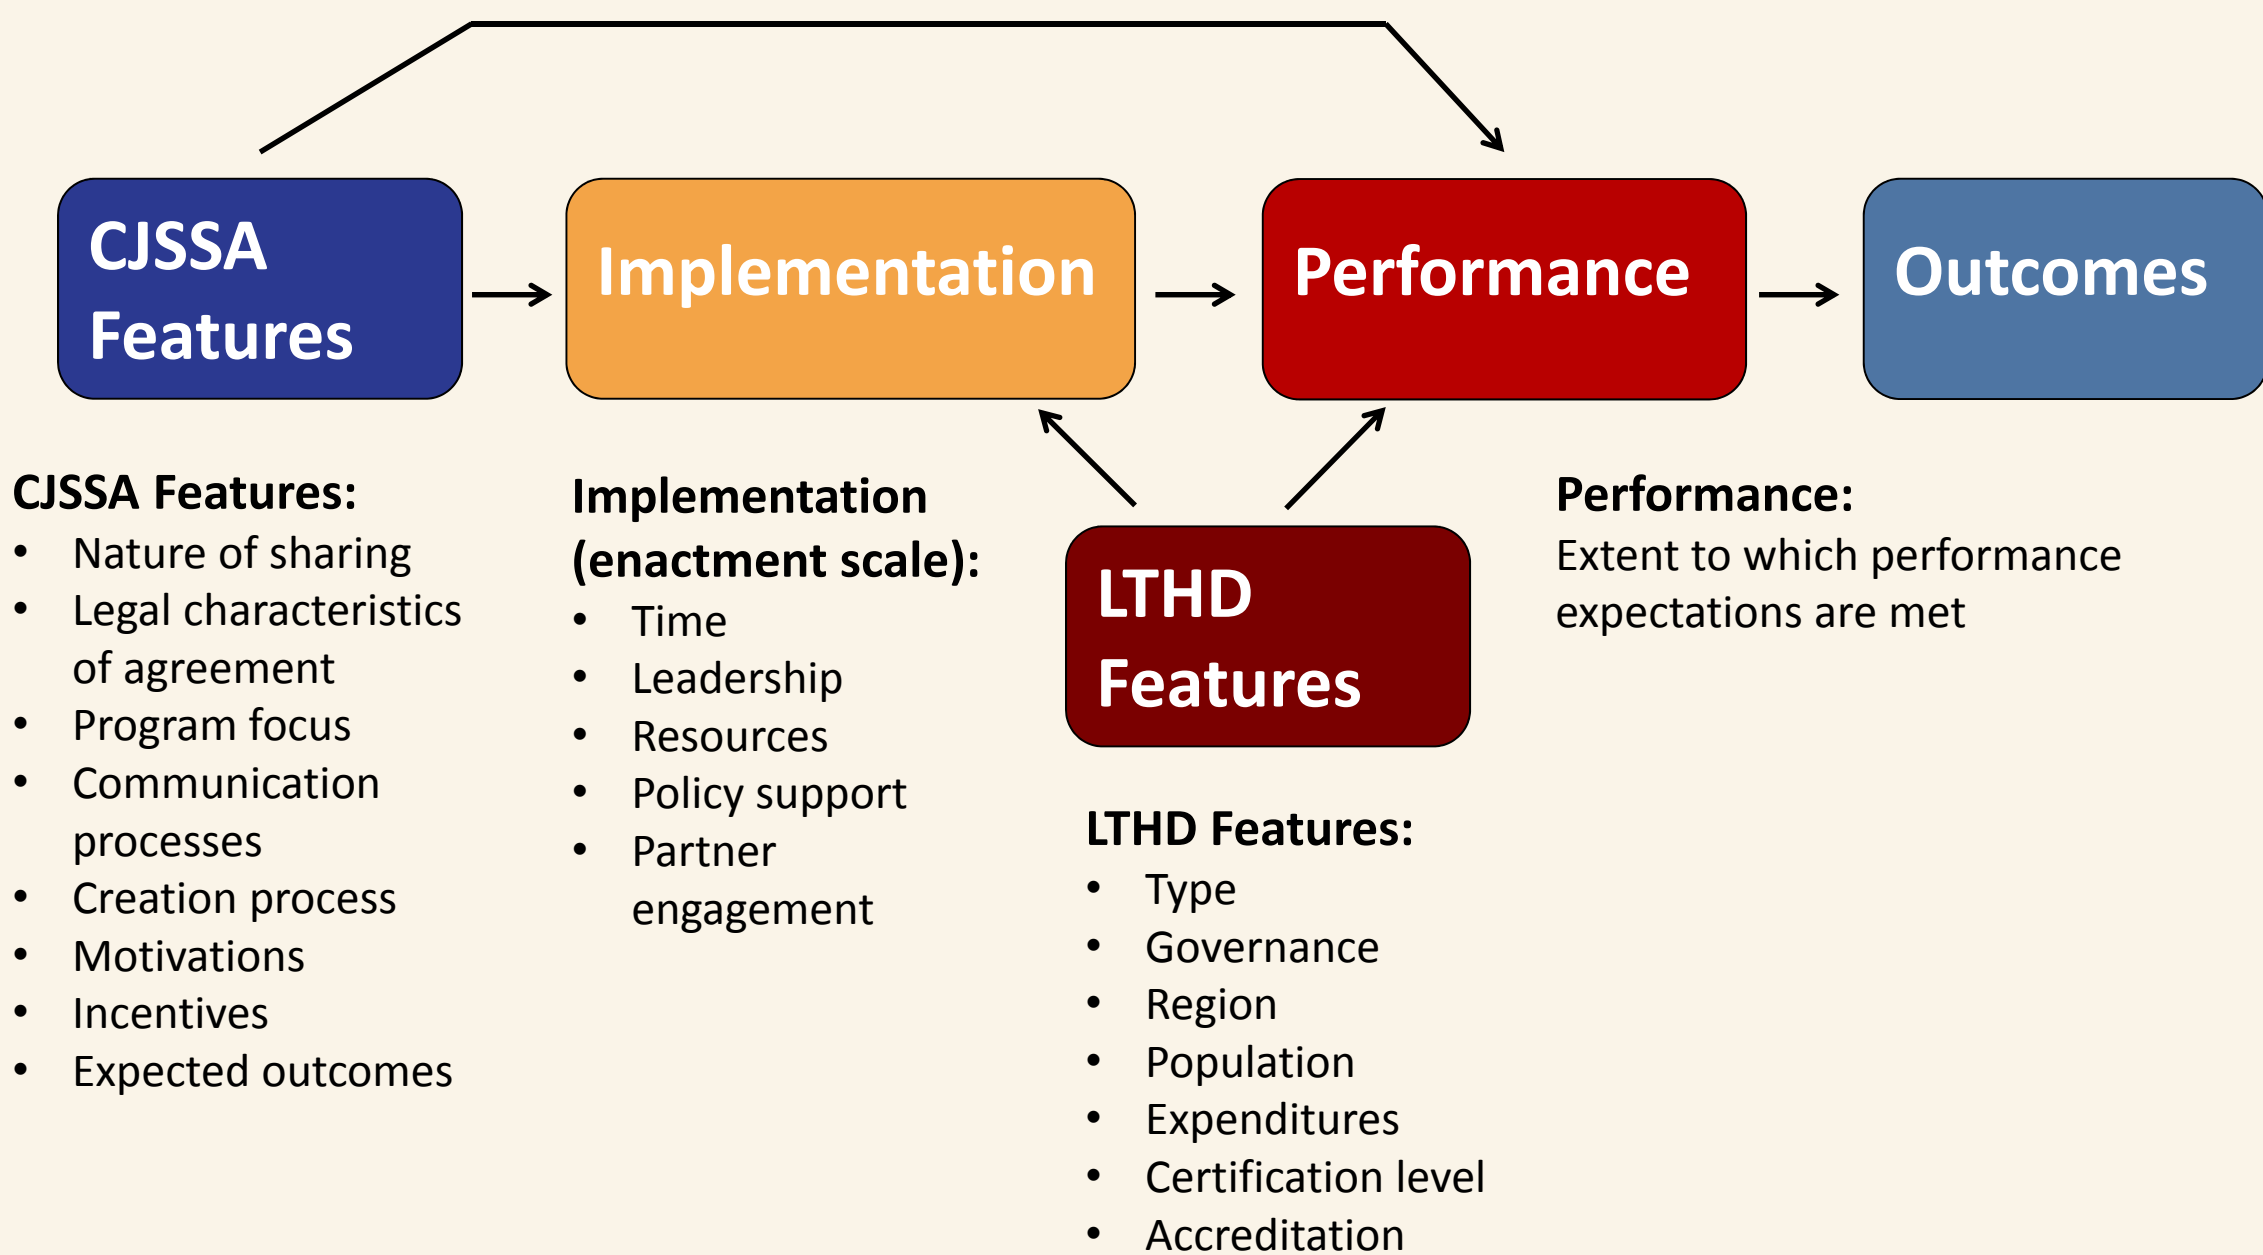 CJSSA
Features
Implementation
Performance
Outcomes
CJSSA Features:
• Nature of sharing
• Legal characteristics
of agreement
• Program focus
• Communication
processes
• Creation process
• Motivations
• Incentives
• Expected outcomes
Implementation
(enactment scale):
• Time
• Leadership
• Resources
• Policy support
• Partner
engagement
LTHD
Features
LTHD Features:
• Type
• Governance
• Region
• Population
• Expenditures
• Certification level
• Accreditation
Performance:
Extent to which performance
expectations are met